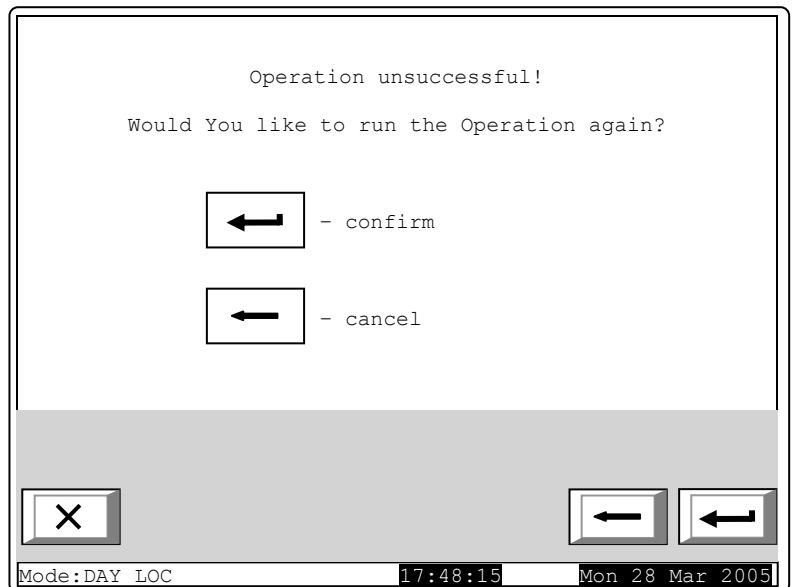 Operation unsuccessful!
Would You like to run the Operation again?
- confirm
- cancel
Mode:DAY LOC 17:48:15 Mon 28 Mar 2005